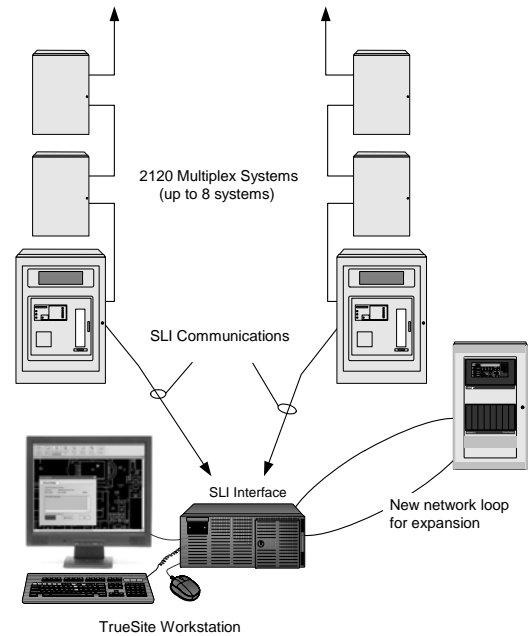 2120 Multiplex Systems
(up to 8 systems)
SLI Communications
SLI Interface
New network loop
for expansion
TrueSite Workstation